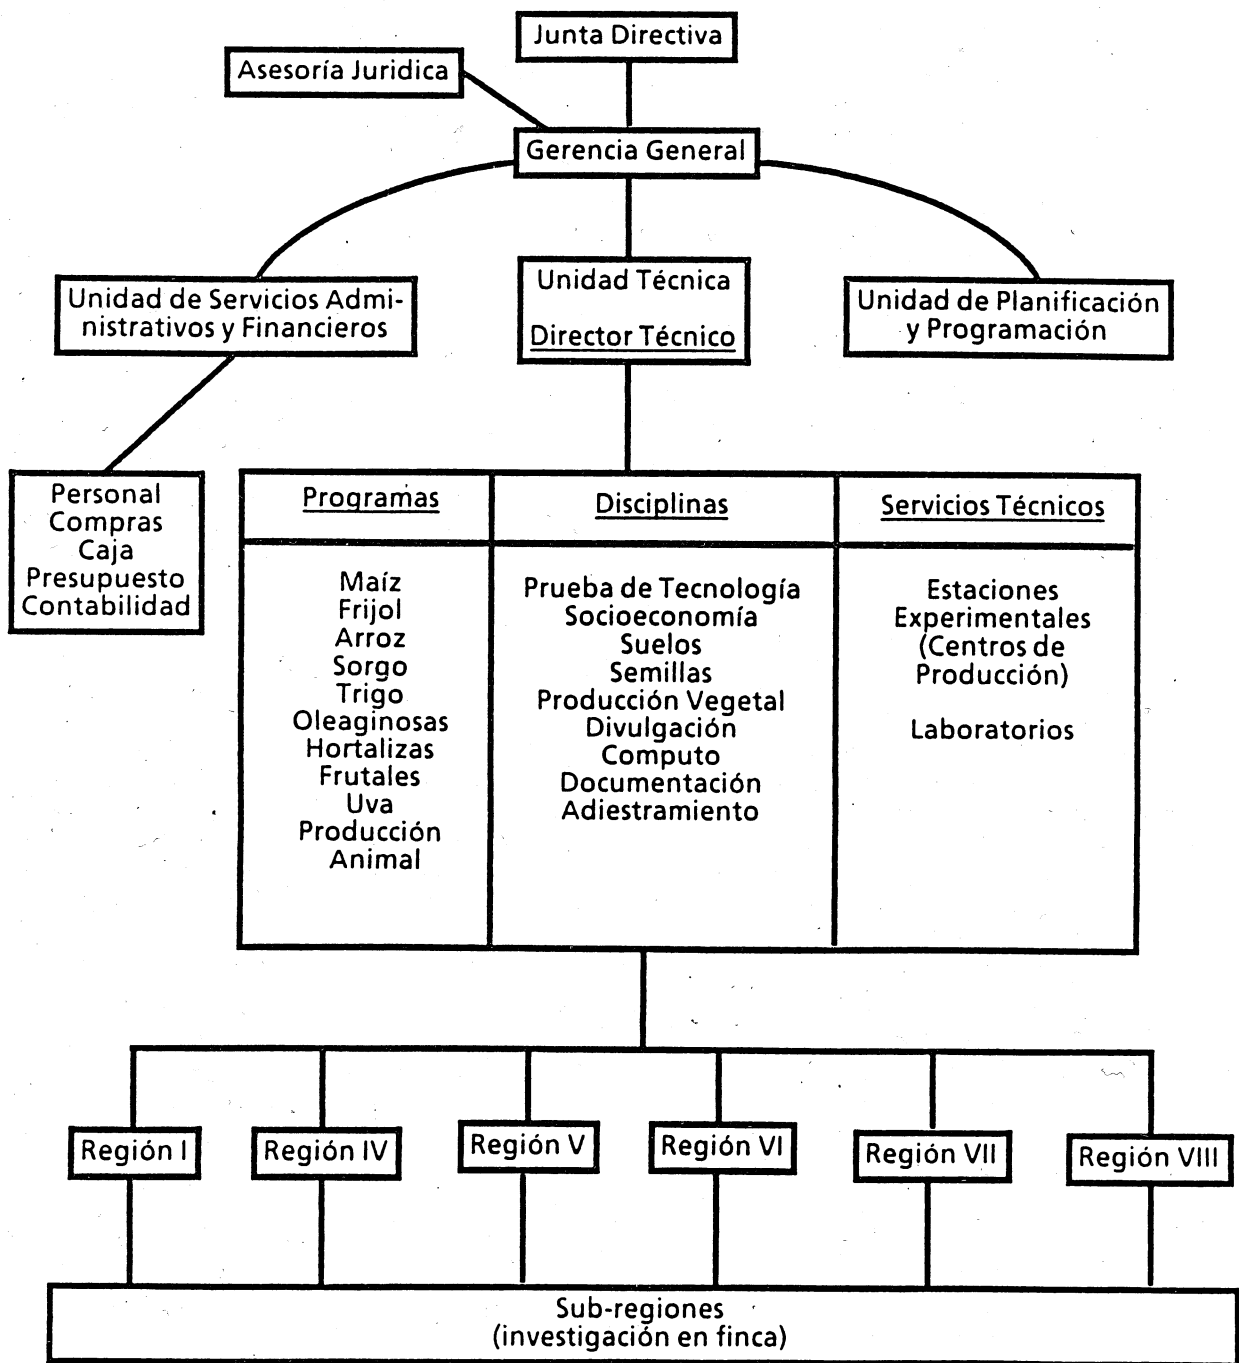 Junta Directiva
Asesoría Juridica
Gerencia General
Unidad de Servicios Admi-
nistrativos y Financieros
Unidad Técnica
Director Técnico
Unidad de Planificación
y Programación
Personal
Compras
Caja
Presupuesto
Contabilidad
Programas
Maíz
Frijol
Arroz
Sorgo
Trigo
Oleaginosas
Hortalizas
Frutales
Uva
Producción
Animal
Disciplinas
Prueba de Tecnología
Socioeconomía
Suelos
Semillas
Producción Vegetal
Divulgación
Computo
Documentación
Adiestramiento
Servicios Técnicos
Estaciones
Experimentales
(Centros de
Producción)
Laboratorios
Región I
Región IV
Región V
Región VI
Región VII
Región VIII
Sub-regiones
(investigación en finca)